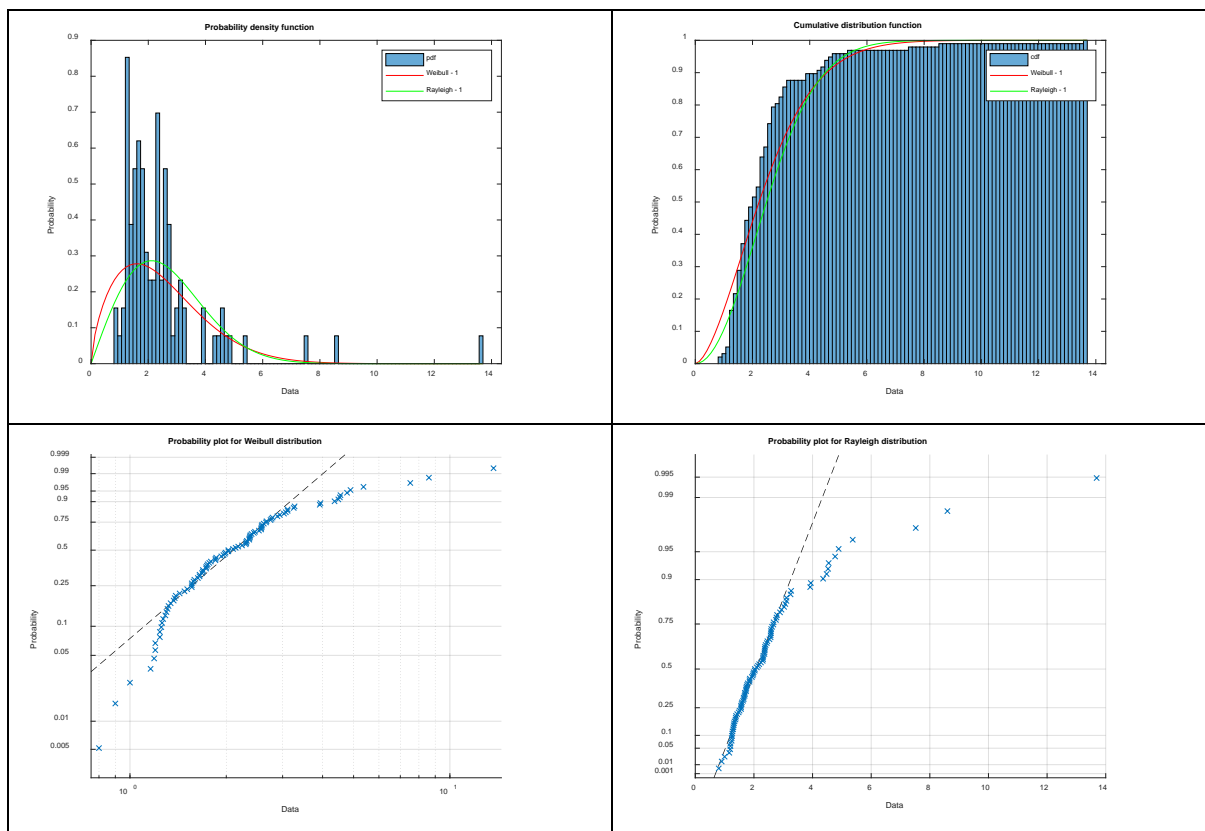 Probability density function
0.9
0.8
0.7
0.6
0.5
0.4
0.3
0.2
0.1
0
Probability
pdf
Weibull - 1
Rayleigh - 1
0 2 4 6 8 10 12 14
Data
Cumulative distribution function
1
0.9
0.8
0.7
0.6
0.5
0.4
0.3
0.2
0.1
0
Probability
cdf
Weibull - 1
Rayleigh - 1
0 2 4 6 8 10 12 14
Data
Probability plot for Weibull distribution
0.999
0.99
0.95
0.9
0.75
0.5
0.25
0.1
0.05
0.01
0.005
Probability
10^0 10^1
Data
Probability plot for Rayleigh distribution
0.995
0.99
0.95
0.9
0.75
0.5
0.25
0.1
0.05
0.01
0.001
Probability
0 2 4 6 8 10 12 14
Data